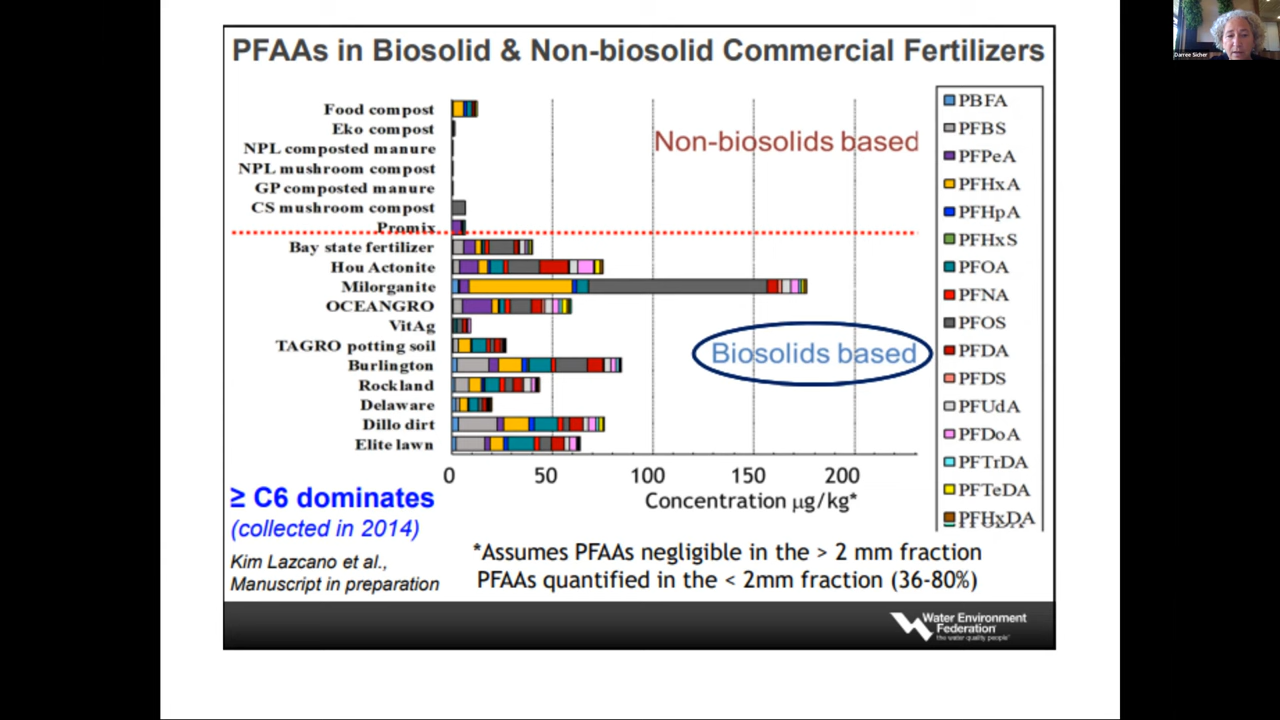 Darren Sicher
PFAAs in Biosolid & Non-biosolid Commercial Fertilizers
Food compost
Eko compost
NPL composted manure
NPL mushroom compost
GP composted manure
CS mushroom compost
Promix
Bay state fertilizer
Hou Actonite
Milorganite
OCEANGRO
VitAg
TAGRO potting soil
Burlington
Rockland
Delaware
Dillo dirt
Elite lawn
Non-biosolids based
Biosolids based
PBFA
PFBS
PFPeA
PFHxA
PFHpA
PFHxS
PFOA
PFNA
PFOS
PFDA
PFDS
PFUdA
PFDoA
PFTrDA
PFTeDA
PFHxDA
0 50 100 150 200
Concentration µg/kg*
≥ C6 dominates
(collected in 2014)
Kim Lazcano et al.,
Manuscript in preparation
*Assumes PFAAs negligible in the > 2 mm fraction
PFAAs quantified in the < 2mm fraction (36-80%)
Water Environment
Federation
the water quality people